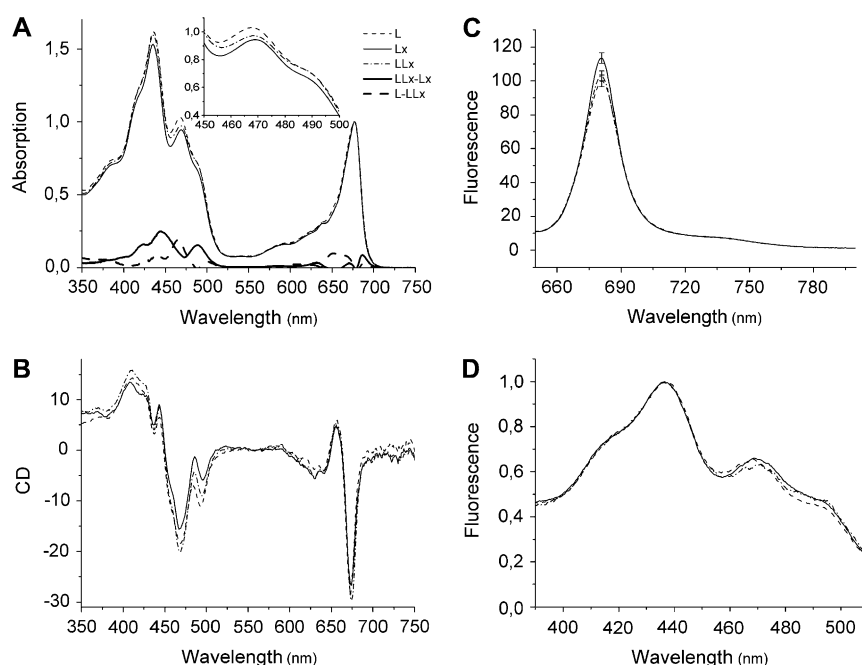 A
Absorption
1,5
1,0
0,5
0,0
350 400 450 500 550 600 650 700 750
Wavelength (nm)
1,0
0,8
0,6
0,4
450 460 470 480 490 500
L
Lx
LLx
LLx-Lx
L-LLx
C
Fluorescence
120
100
80
60
40
20
0
660 690 720 750 780
Wavelength (nm)
B
CD
10
0
-10
-20
-30
350 400 450 500 550 600 650 700 750
Wavelength (nm)
D
Fluorescence
1,0
0,8
0,6
0,4
0,2
0,0
400 420 440 460 480 500
Wavelength (nm)